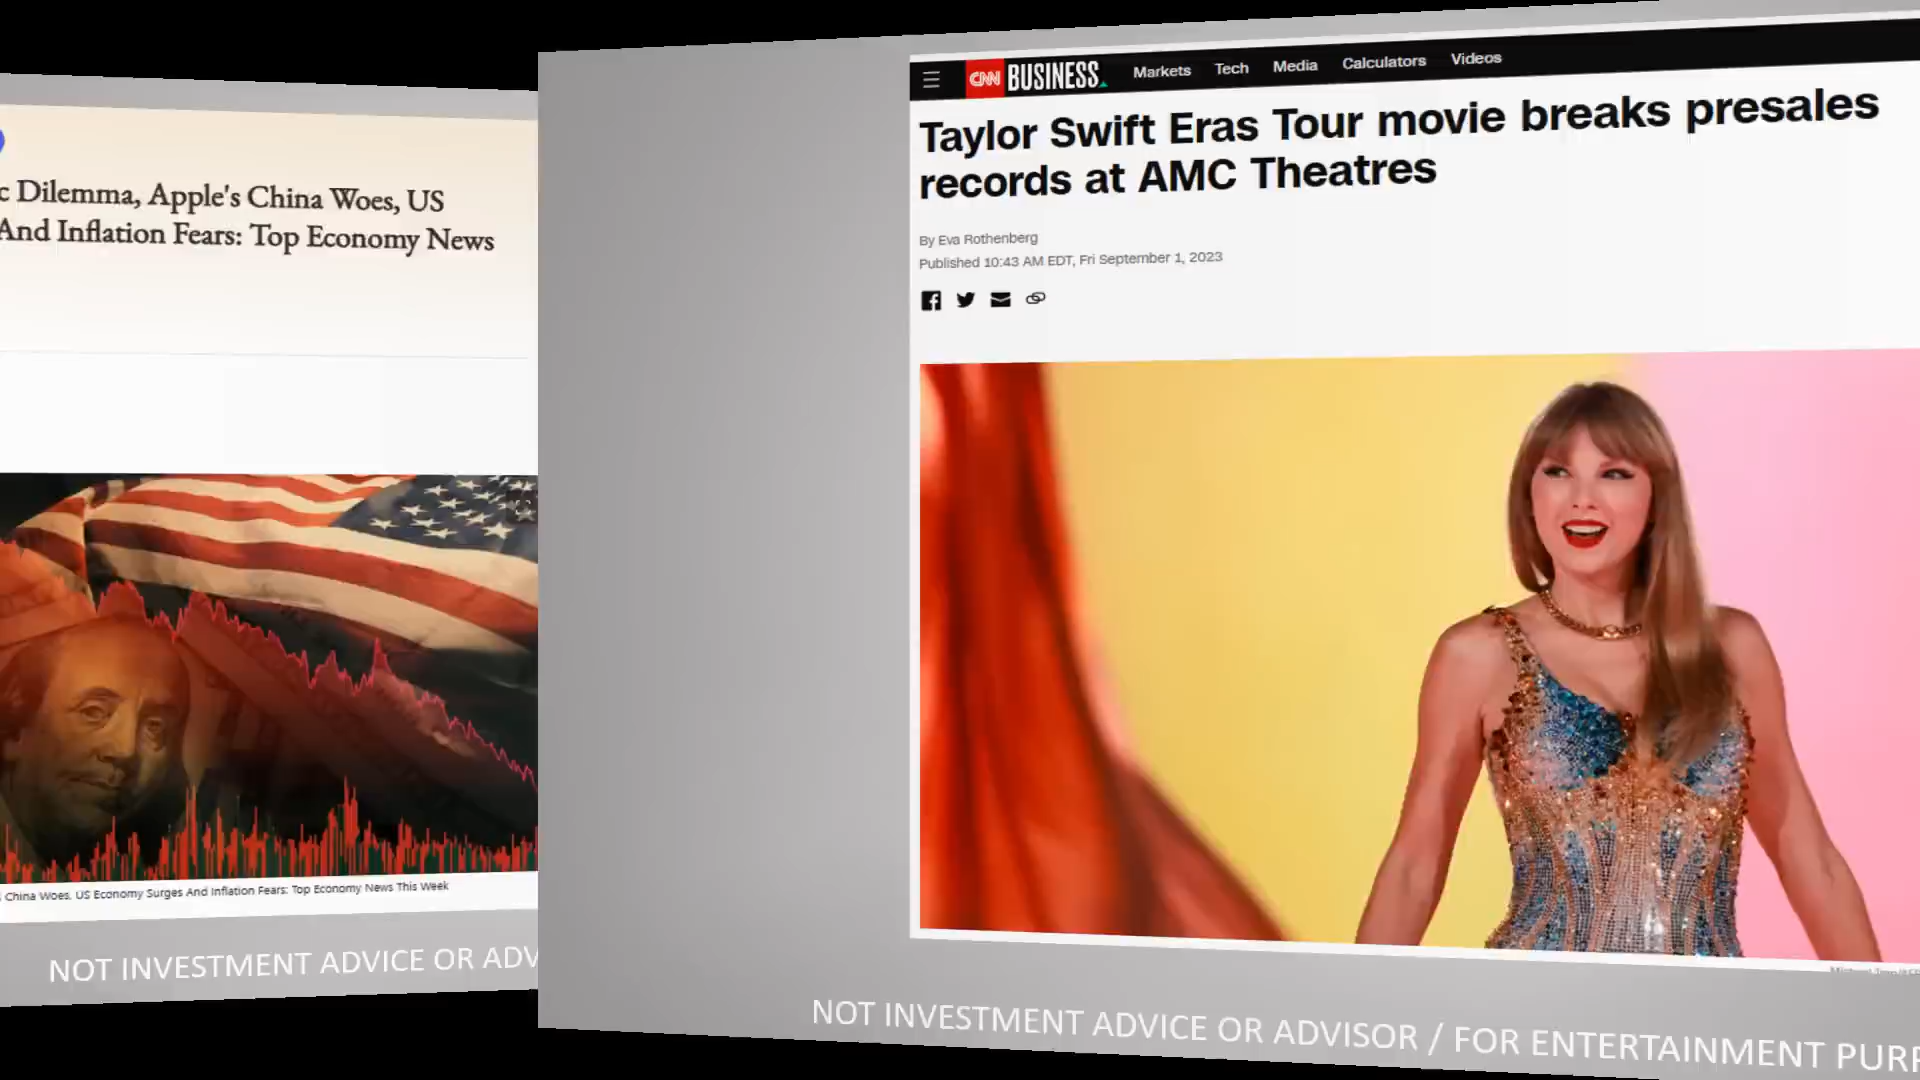 c Dilemma, Apple's China Woes, US
And Inflation Fears: Top Economy News
China Woes, US Economy Surges And Inflation Fears: Top Economy News This Week
NOT INVESTMENT ADVICE OR ADV
CNN BUSINESS Markets Tech Media Calculators Videos
Taylor Swift Eras Tour movie breaks presales
records at AMC Theatres
By Eva Rothenberg
Published 10:43 AM EDT, Fri September 1, 2023
NOT INVESTMENT ADVICE OR ADVISOR / FOR ENTERTAINMENT PURP